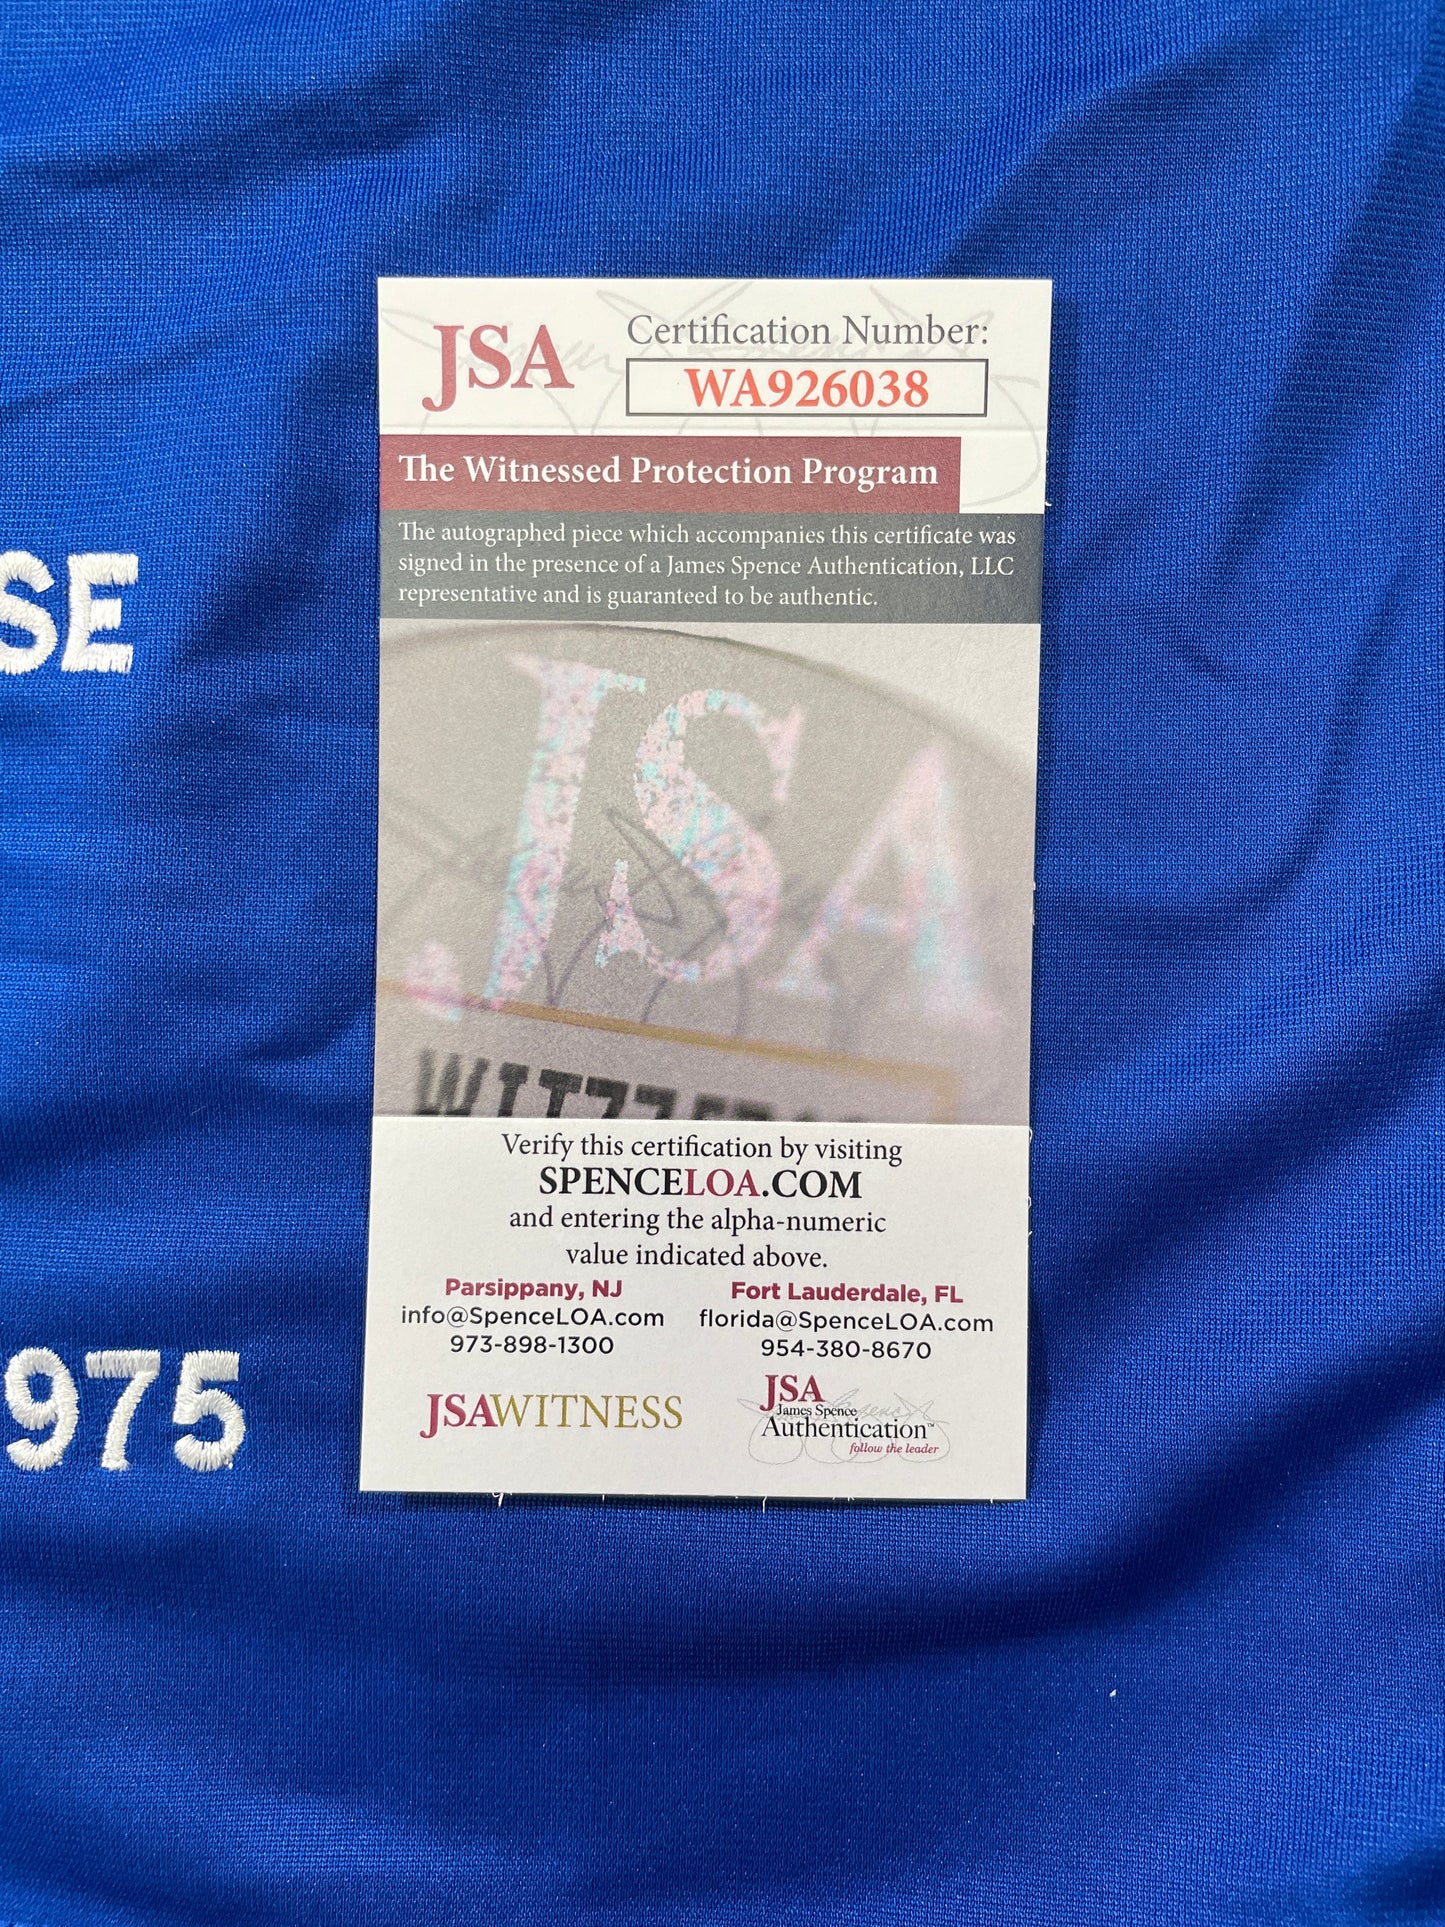 JSA
Certification Number:
WA926038
The Witnessed Protection Program
The autographed piece which accompanies this certificate was
signed in the presence of a James Spence Authentication, LLC
representative and is guaranteed to be authentic.
SE
JSA
Verify this certification by visiting
SPENCELOA.COM
and entering the alpha-numeric
value indicated above.
Parsippany, NJ
info@SpenceLOA.com
973-898-1300
Fort Lauderdale, FL
florida@SpenceLOA.com
954-380-8670
975
JSAWITNESS
JSA
James Spence
Authentication™
follow the leader